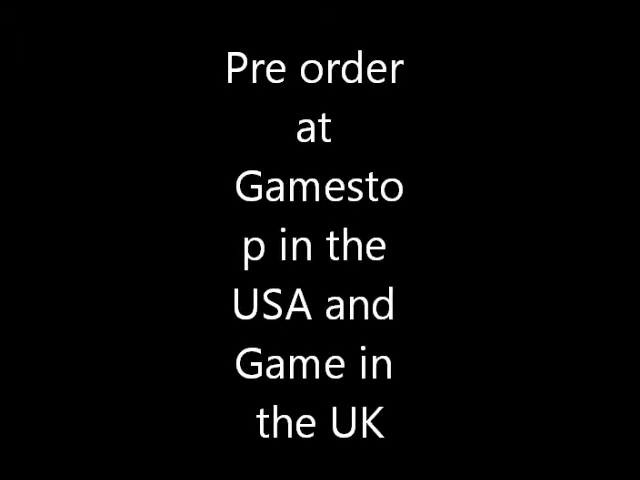 Pre order
at
Gamesto
p in the
USA and
Game in
the UK